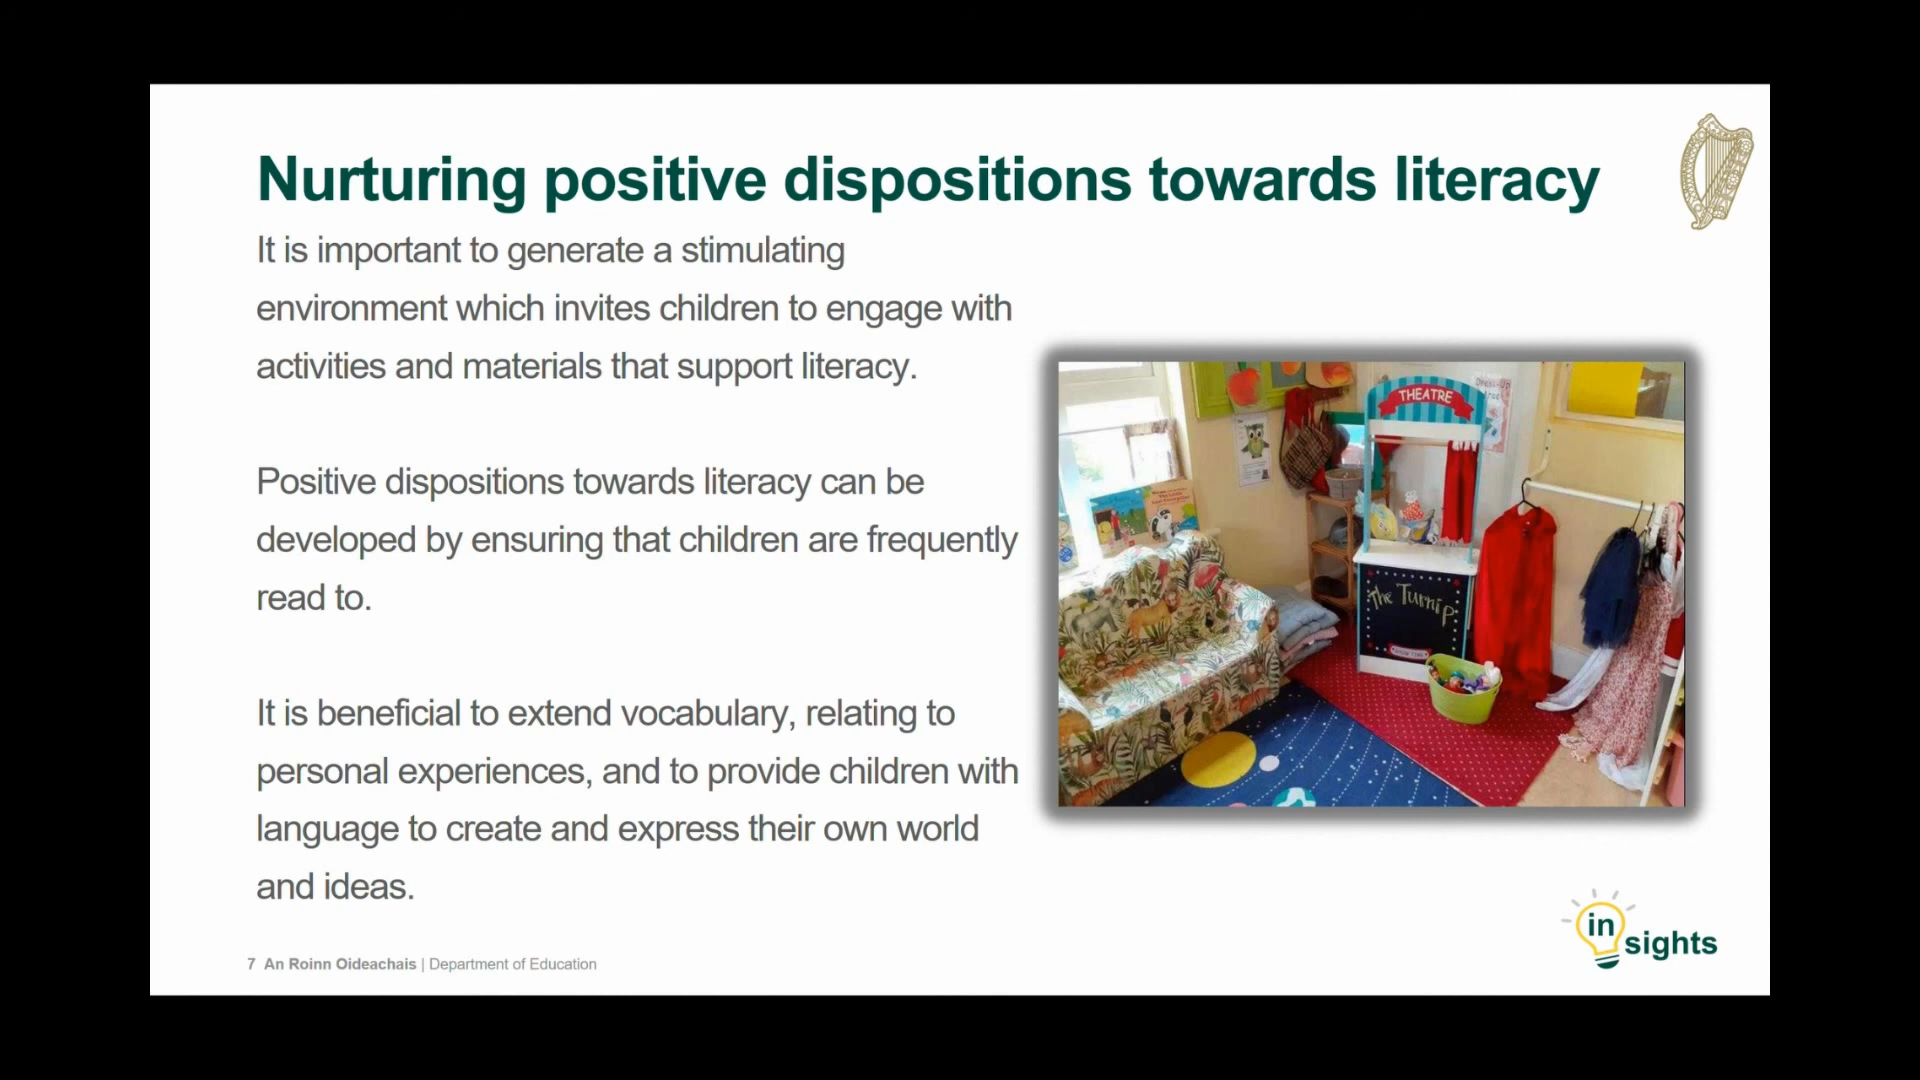 Nurturing positive dispositions towards literacy
It is important to generate a stimulating
environment which invites children to engage with
activities and materials that support literacy.
Positive dispositions towards literacy can be
developed by ensuring that children are frequently
read to.
It is beneficial to extend vocabulary, relating to
personal experiences, and to provide children with
language to create and express their own world
and ideas.
THEATRE
The Turnip
7 An Roinn Oideachais | Department of Education
in
sights